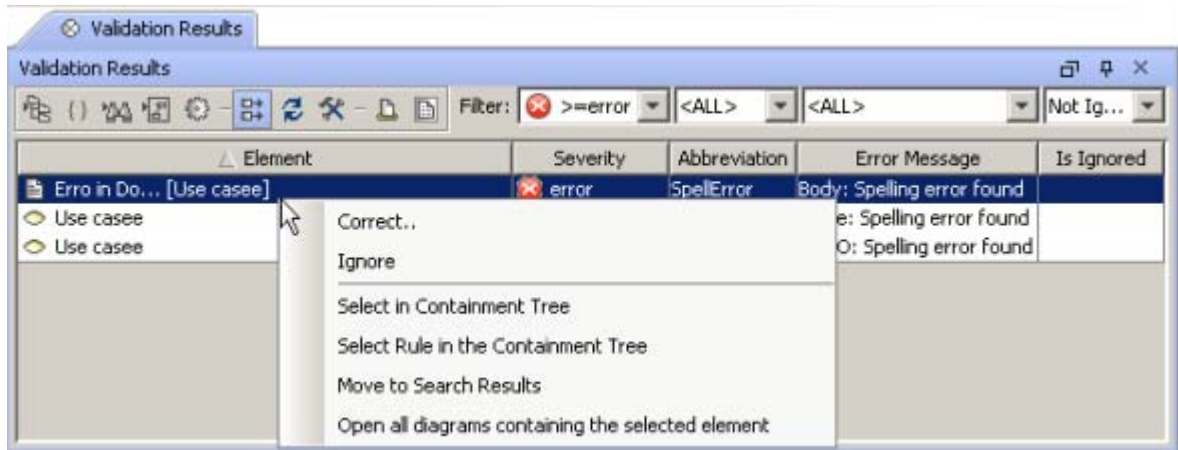 Validation Results
Validation Results
Filter: >=error <ALL> <ALL> Not Ig...
Element Severity Abbreviation Error Message Is Ignored
Erro in Do... [Use casee] error SpellError Body: Spelling error found
Use casee e: Spelling error found
Use casee O: Spelling error found
Correct..
Ignore
Select in Containment Tree
Select Rule in the Containment Tree
Move to Search Results
Open all diagrams containing the selected element